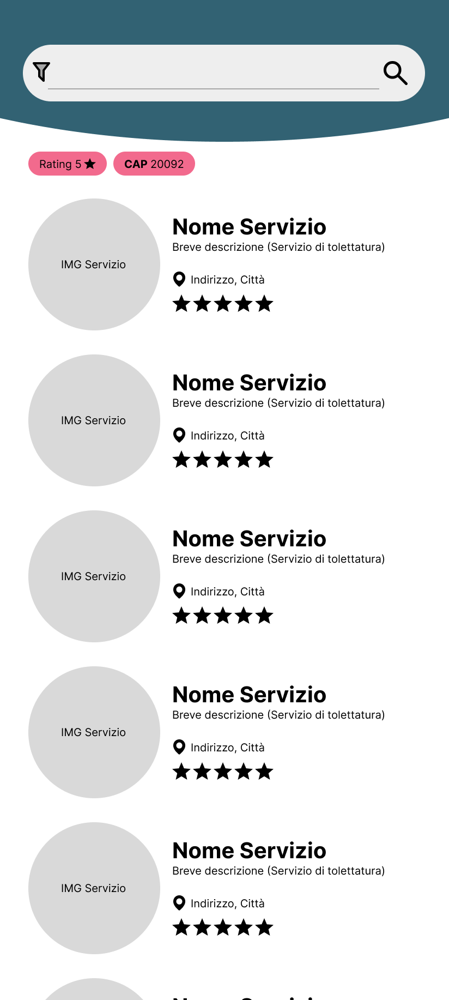 Rating 5
CAP 20092
IMG Servizio
Nome Servizio
Breve descrizione (Servizio di tolettatura)
Indirizzo, Città
IMG Servizio
Nome Servizio
Breve descrizione (Servizio di tolettatura)
Indirizzo, Città
IMG Servizio
Nome Servizio
Breve descrizione (Servizio di tolettatura)
Indirizzo, Città
IMG Servizio
Nome Servizio
Breve descrizione (Servizio di tolettatura)
Indirizzo, Città
IMG Servizio
Nome Servizio
Breve descrizione (Servizio di tolettatura)
Indirizzo, Città